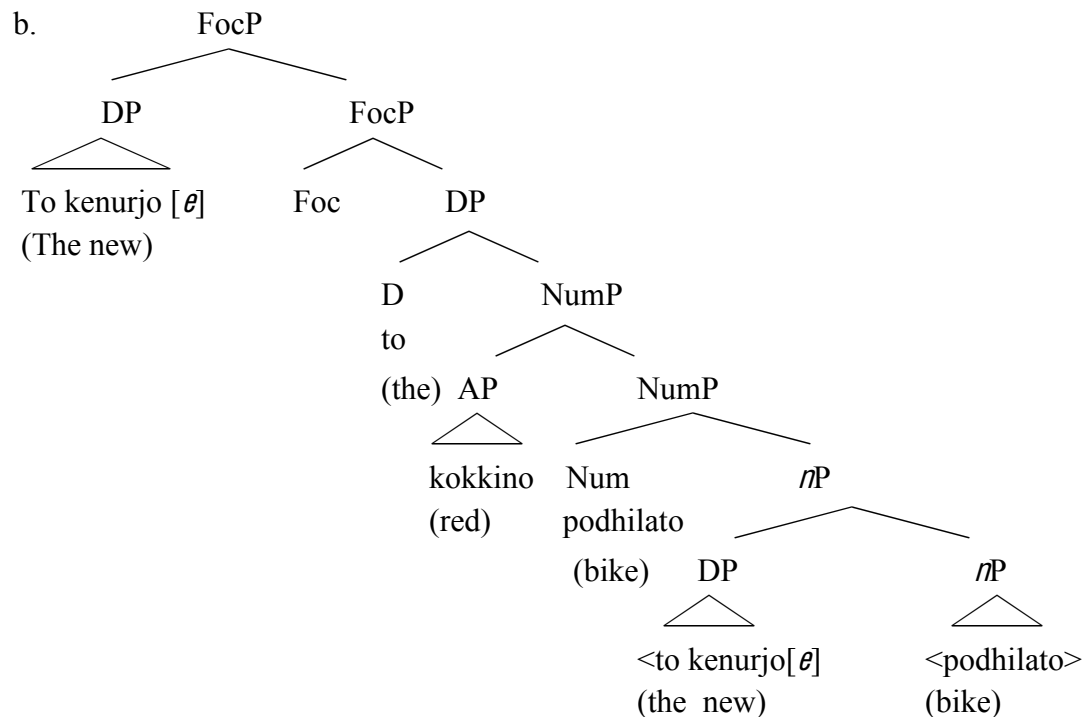 b. FocP
DP FocP
To kenurjo [e] Foc DP
(The new)
D NumP
to
(the) AP NumP
kokkino Num nP
(red) podhilato
(bike) DP nP
<to kenurjo[e] <podhilato>
(the new) (bike)